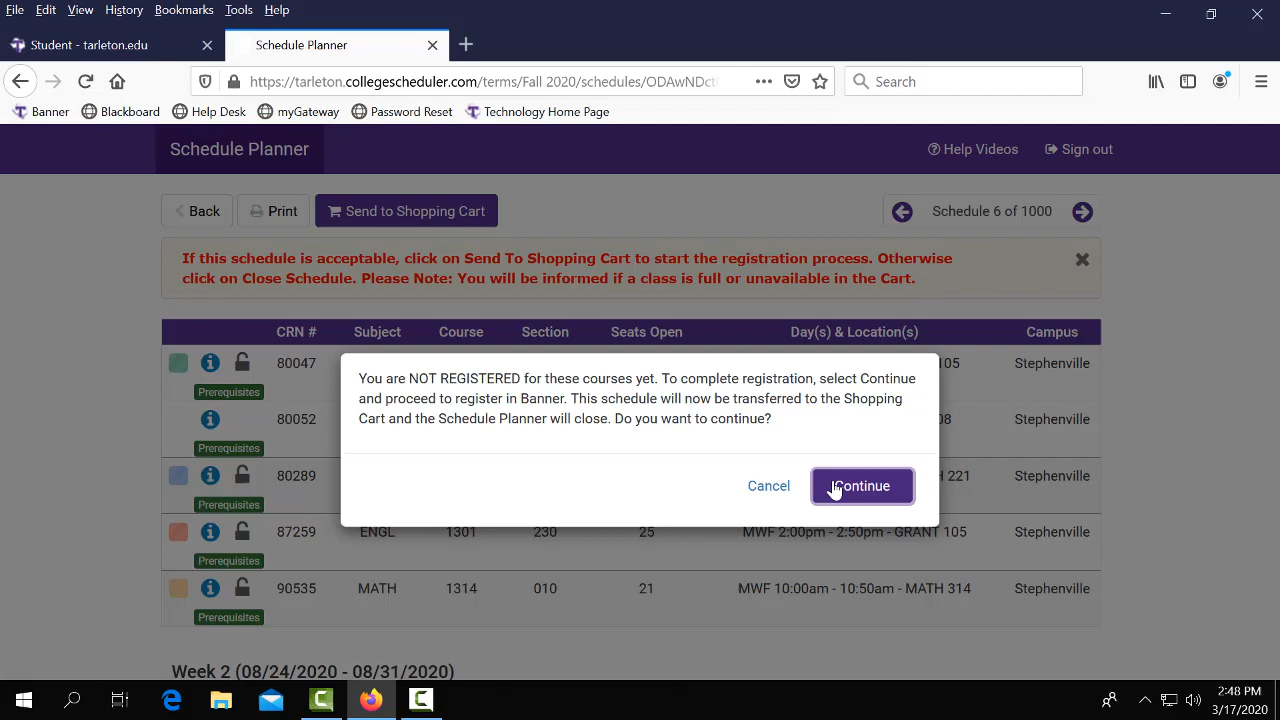 File Edit View History Bookmarks Tools Help
Student - tarleton.edu
Schedule Planner
https://tarleton.collegescheduler.com/terms/Fall 2020/schedules/ODAwNDct
Search
Banner Blackboard Help Desk myGateway Password Reset Technology Home Page
Schedule Planner Help Videos Sign out
Back Print Send to Shopping Cart Schedule 6 of 1000
If this schedule is acceptable, click on Send To Shopping Cart to start the registration process. Otherwise
click on Close Schedule. Please Note: You will be informed if a class is full or unavailable in the Cart.
CRN # Subject Course Section Seats Open Day(s) & Location(s) Campus
80047 105 Stephenville
Prerequisites
80052 08 Stephenville
Prerequisites
80289 H 221 Stephenville
Prerequisites
You are NOT REGISTERED for these courses yet. To complete registration, select Continue
and proceed to register in Banner. This schedule will now be transferred to the Shopping
Cart and the Schedule Planner will close. Do you want to continue?
Cancel Continue
87259 ENGL 1301 230 25 MWF 2:00pm - 2:50pm - GRANT 105 Stephenville
Prerequisites
90535 MATH 1314 010 21 MWF 10:00am - 10:50am - MATH 314 Stephenville
Prerequisites
Week 2 (08/24/2020 - 08/31/2020)
2:48 PM
3/17/2020